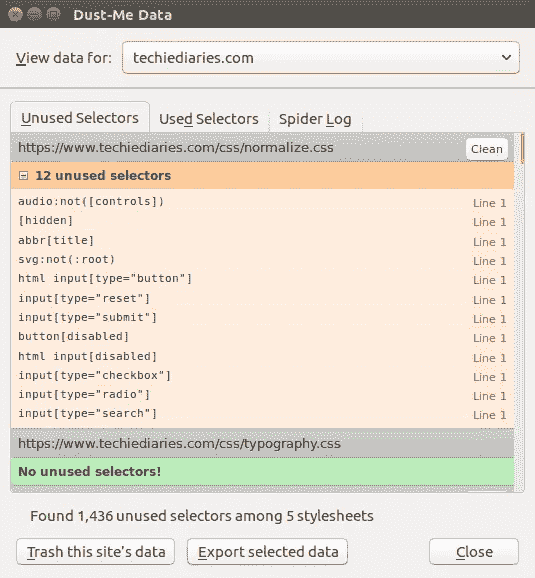 Dust-Me Data
View data for: techiediaries.com
Unused Selectors Used Selectors Spider Log
https://www.techiediaries.com/css/normalize.css Clean
12 unused selectors
audio:not([controls]) Line 1
[hidden] Line 1
abbr[title] Line 1
svg:not(:root) Line 1
html input[type="button"] Line 1
input[type="reset"] Line 1
input[type="submit"] Line 1
button[disabled] Line 1
html input[disabled] Line 1
input[type="checkbox"] Line 1
input[type="radio"] Line 1
input[type="search"] Line 1
https://www.techiediaries.com/css/typography.css
No unused selectors!
Found 1,436 unused selectors among 5 stylesheets
Trash this site's data Export selected data Close